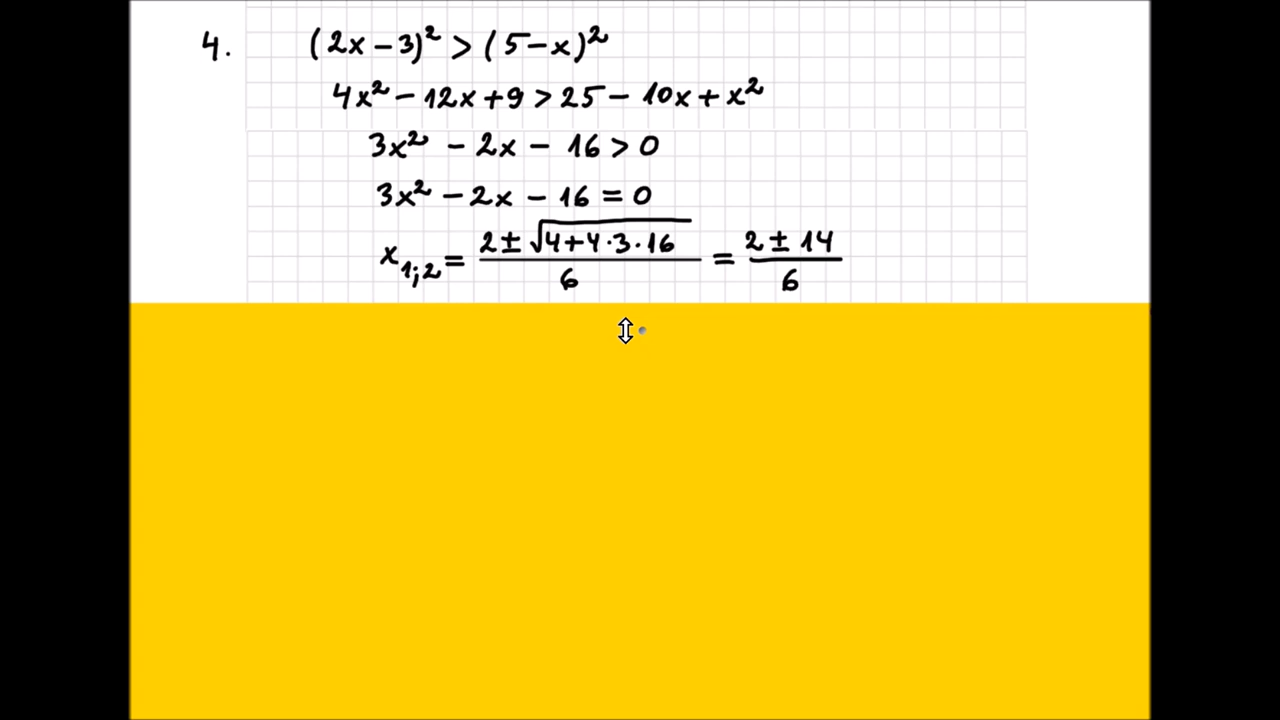 4. (2x – 3)² > (5 – x)²
4x² – 12x + 9 > 25 – 10x + x²
3x² – 2x – 16 > 0
3x² – 2x – 16 = 0
x₁;₂ = (2 ± √(4 + 4·3·16))/6 = (2 ± 14)/6